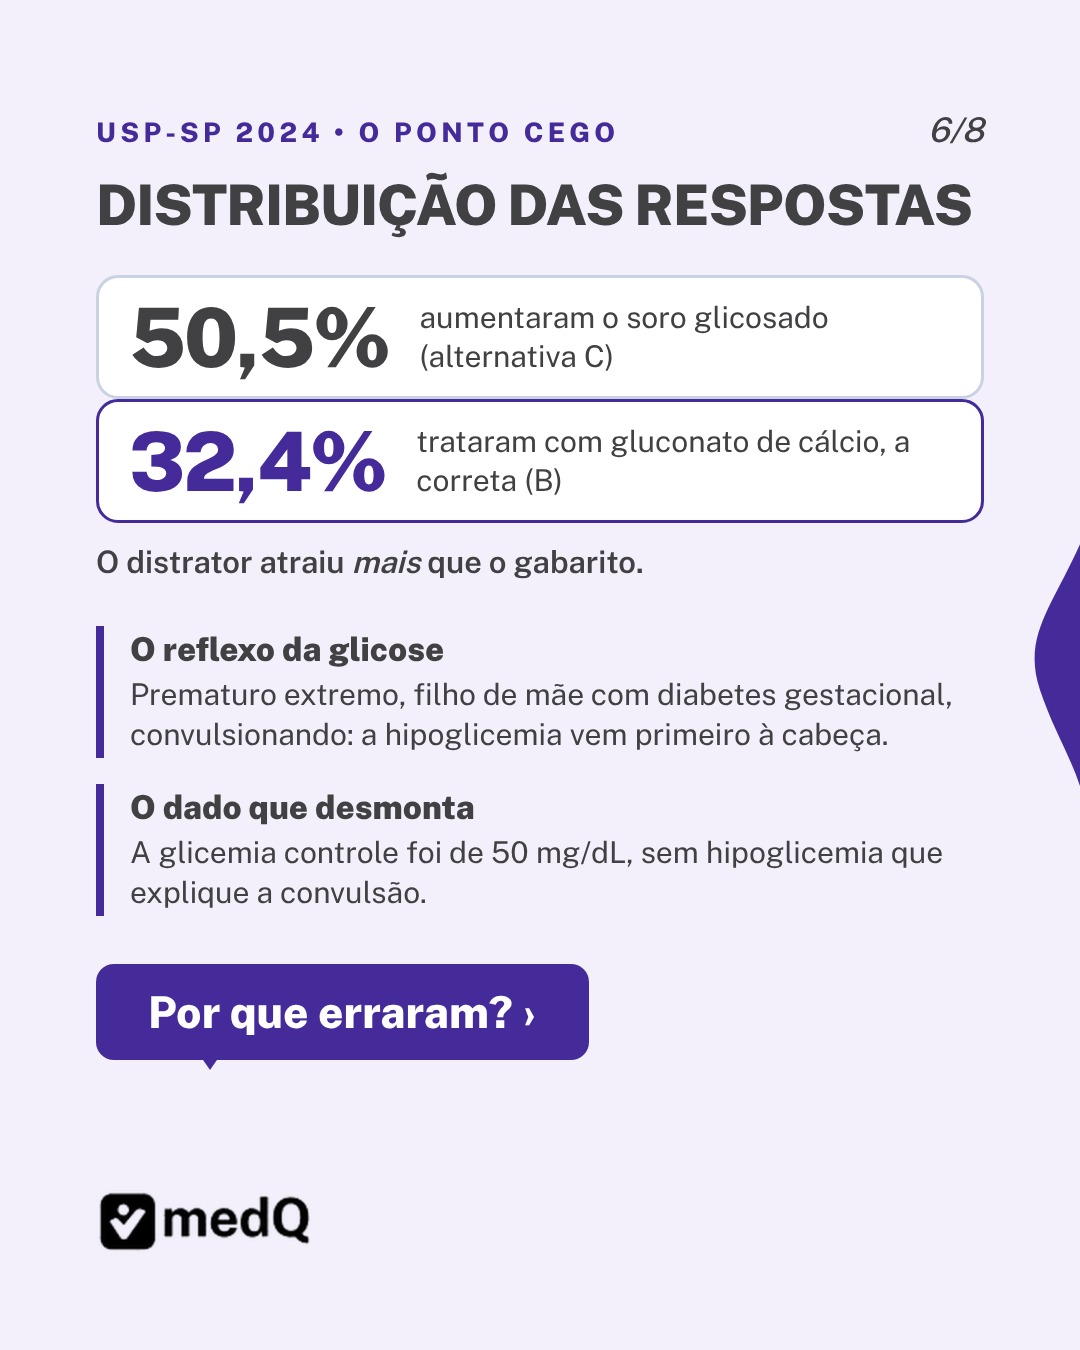 USP-SP 2024 • O PONTO CEGO
6/8
DISTRIBUIÇÃO DAS RESPOSTAS
50,5%
aumentaram o soro glicosado
(alternativa C)
32,4%
trataram com gluconato de cálcio, a
correta (B)
O distrator atraiu mais que o gabarito.
O reflexo da glicose
Prematuro extremo, filho de mãe com diabetes gestacional,
convulsionando: a hipoglicemia vem primeiro à cabeça.
O dado que desmonta
A glicemia controle foi de 50 mg/dL, sem hipoglicemia que
explique a convulsão.
Por que erraram? ›
medQ